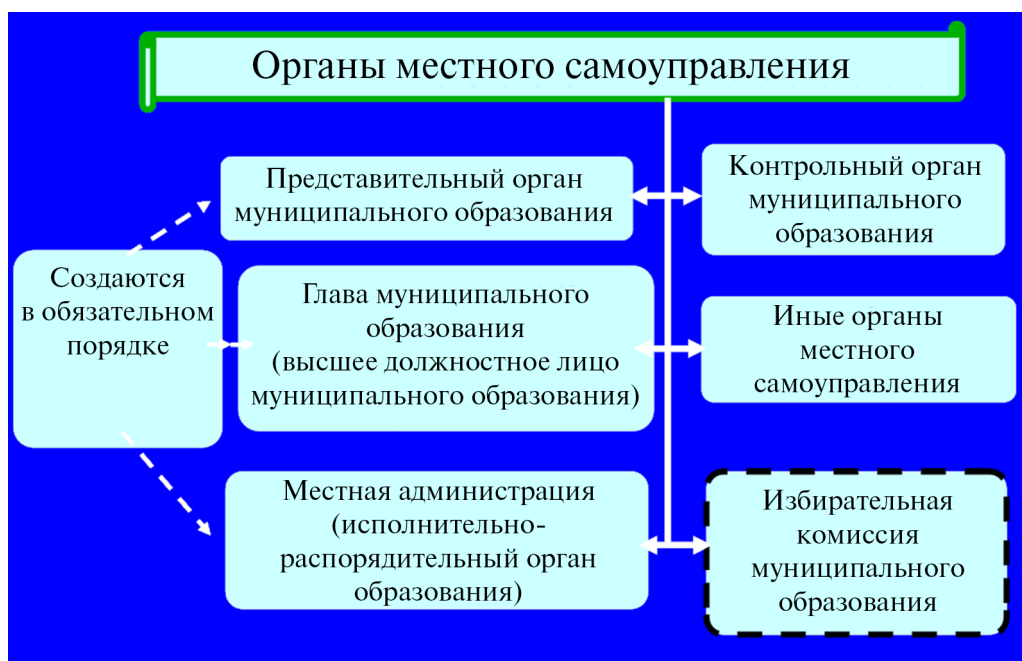 Органы местного самоуправления
Представительный орган
муниципального образования
Контрольный орган
муниципального
образования
Создаются
в обязательном
порядке
Глава муниципального
образования
(высшее должностное лицо
муниципального образования)
Иные органы
местного
самоуправления
Местная администрация
(исполнительно-
распорядительный орган
образования)
Избирательная
комиссия
муниципального
образования